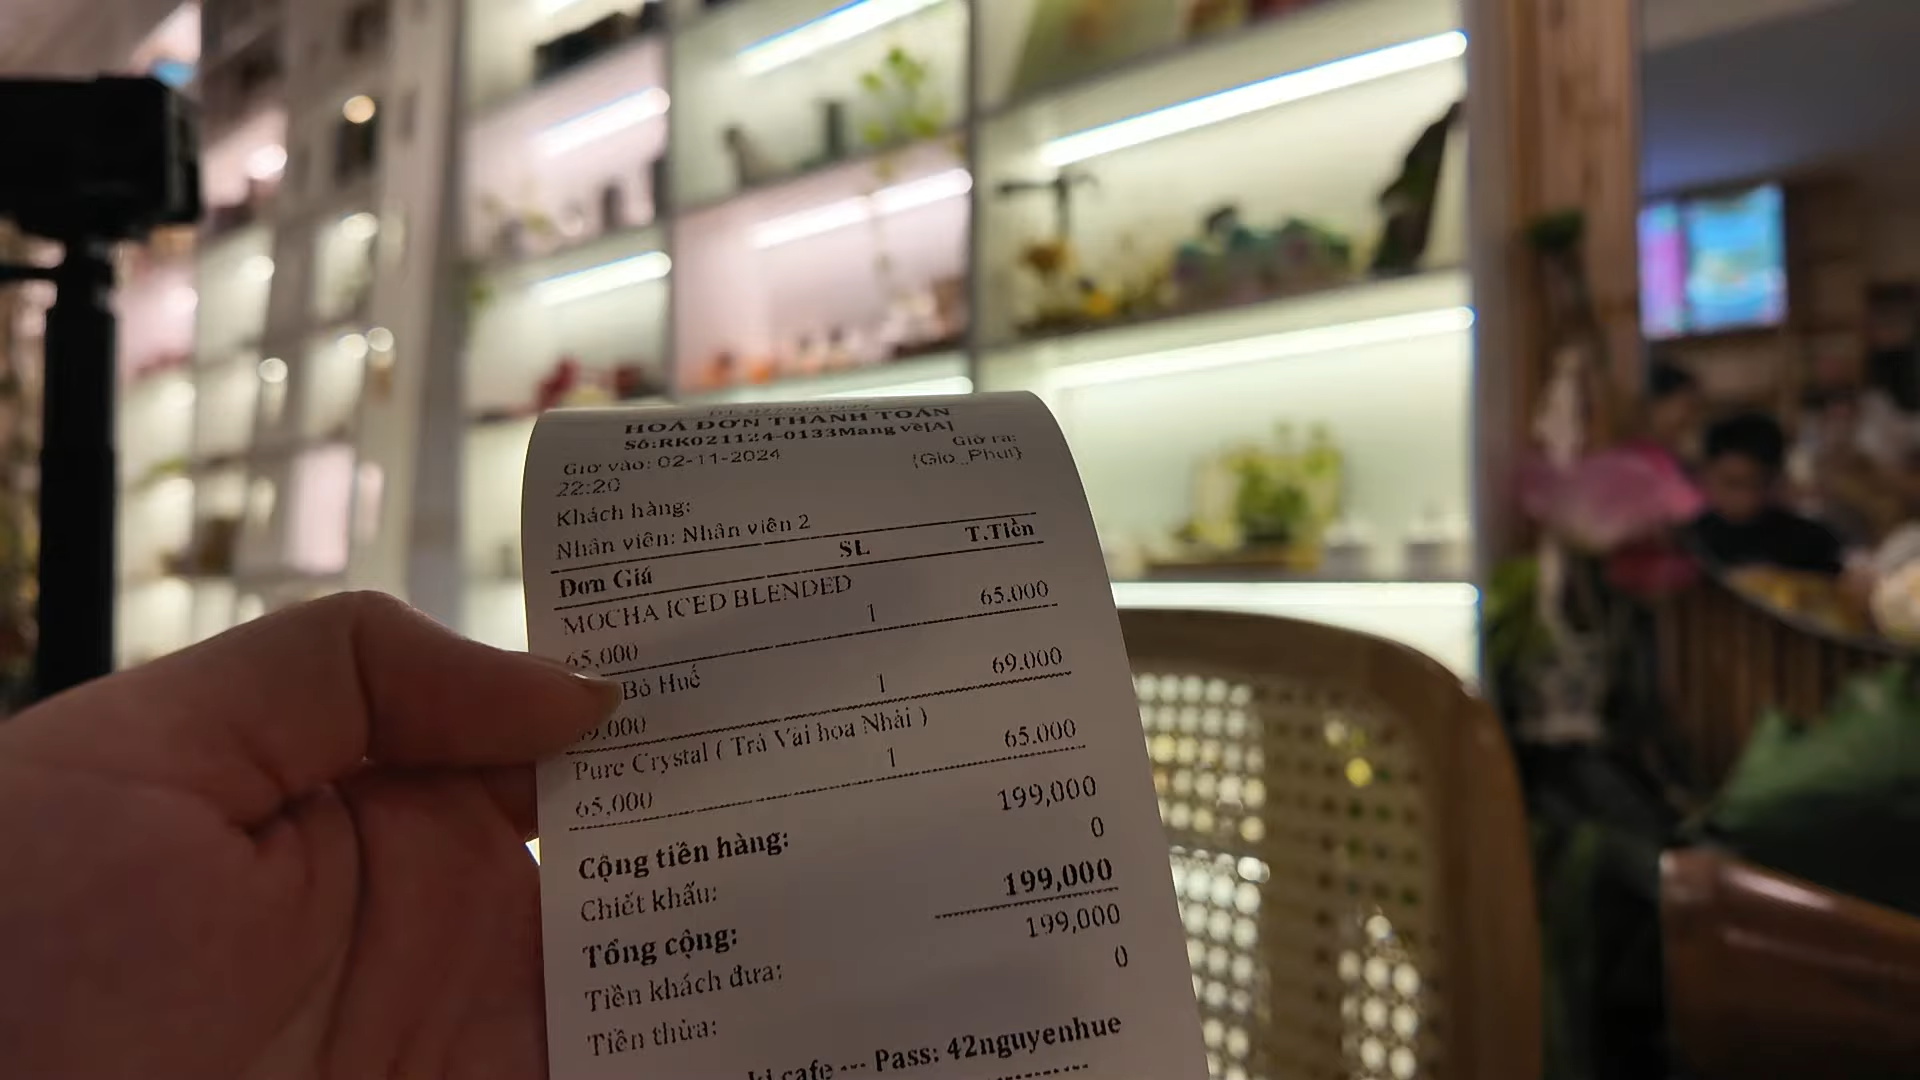 HOÁ ĐƠN THANH TOÁN
Số:RK021124-0133Mang về[A]
Giờ vào: 02-11-2024 Giờ ra:
22:20 {Gio_Phut}
Khách hàng:
Nhân viên: Nhân viên 2
Đơn Giá SL T.Tiền
MOCHA ICED BLENDED
65,000 1 65.000
Bò Huế
9,000 1 69.000
Pure Crystal ( Trà Vải hoa Nhài )
65,000 1 65.000
Cộng tiền hàng: 199,000
Chiết khấu: 0
Tổng cộng: 199,000
Tiền khách đưa: 199,000
Tiền thừa: 0
ki cafe --- Pass: 42nguyenhue